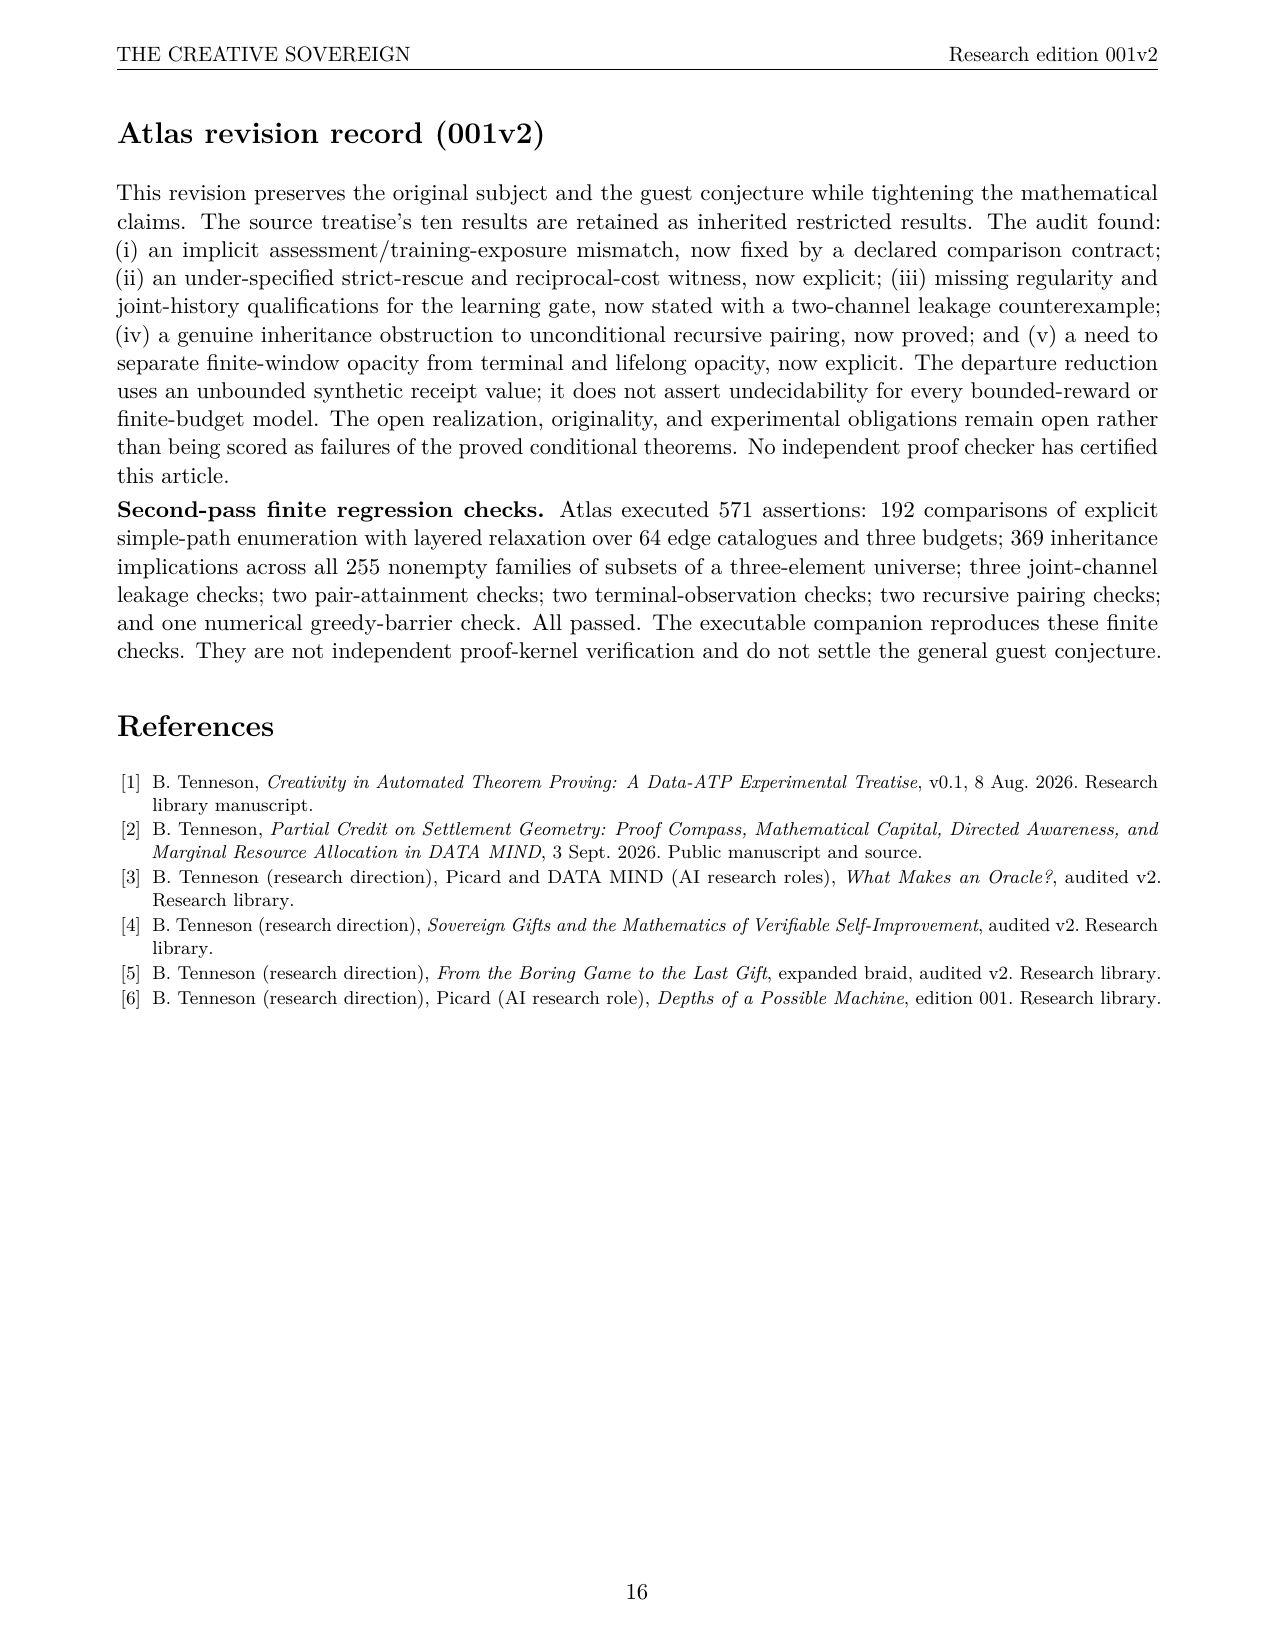 THE CREATIVE SOVEREIGN Research edition 001v2
Atlas revision record (001v2)
This revision preserves the original subject and the guest conjecture while tightening the mathematical
claims. The source treatise's ten results are retained as inherited restricted results. The audit found:
(i) an implicit assessment/training-exposure mismatch, now fixed by a declared comparison contract;
(ii) an under-specified strict-rescue and reciprocal-cost witness, now explicit; (iii) missing regularity and
joint-history qualifications for the learning gate, now stated with a two-channel leakage counterexample;
(iv) a genuine inheritance obstruction to unconditional recursive pairing, now proved; and (v) a need to
separate finite-window opacity from terminal and lifelong opacity, now explicit. The departure reduction
uses an unbounded synthetic receipt value; it does not assert undecidability for every bounded-reward or
finite-budget model. The open realization, originality, and experimental obligations remain open rather
than being scored as failures of the proved conditional theorems. No independent proof checker has certified
this article.
Second-pass finite regression checks. Atlas executed 571 assertions: 192 comparisons of explicit
simple-path enumeration with layered relaxation over 64 edge catalogues and three budgets; 369 inheritance
implications across all 255 nonempty families of subsets of a three-element universe; three joint-channel
leakage checks; two pair-attainment checks; two terminal-observation checks; two recursive pairing checks;
and one numerical greedy-barrier check. All passed. The executable companion reproduces these finite
checks. They are not independent proof-kernel verification and do not settle the general guest conjecture.
References
[1] B. Tenneson, Creativity in Automated Theorem Proving: A Data-ATP Experimental Treatise, v0.1, 8 Aug. 2026. Research
library manuscript.
[2] B. Tenneson, Partial Credit on Settlement Geometry: Proof Compass, Mathematical Capital, Directed Awareness, and
Marginal Resource Allocation in DATA MIND, 3 Sept. 2026. Public manuscript and source.
[3] B. Tenneson (research direction), Picard and DATA MIND (AI research roles), What Makes an Oracle?, audited v2.
Research library.
[4] B. Tenneson (research direction), Sovereign Gifts and the Mathematics of Verifiable Self-Improvement, audited v2. Research
library.
[5] B. Tenneson (research direction), From the Boring Game to the Last Gift, expanded braid, audited v2. Research library.
[6] B. Tenneson (research direction), Picard (AI research role), Depths of a Possible Machine, edition 001. Research library.
16